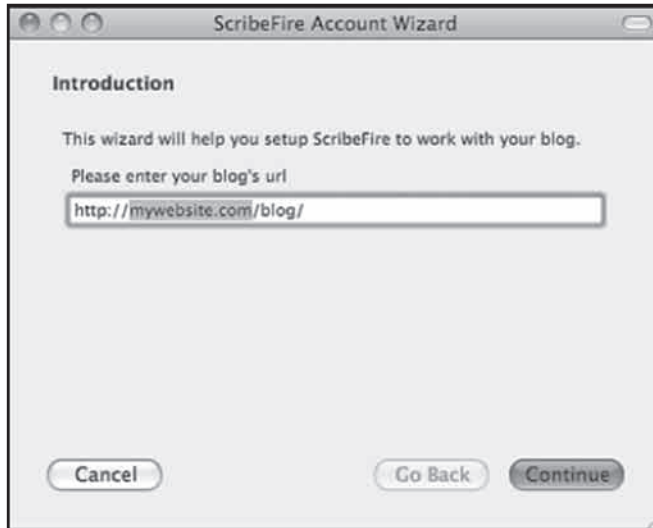 ScribeFire Account Wizard
Introduction
This wizard will help you setup ScribeFire to work with your blog.
Please enter your blog's url
http://mywebsite.com/blog/
Cancel
Go Back
Continue